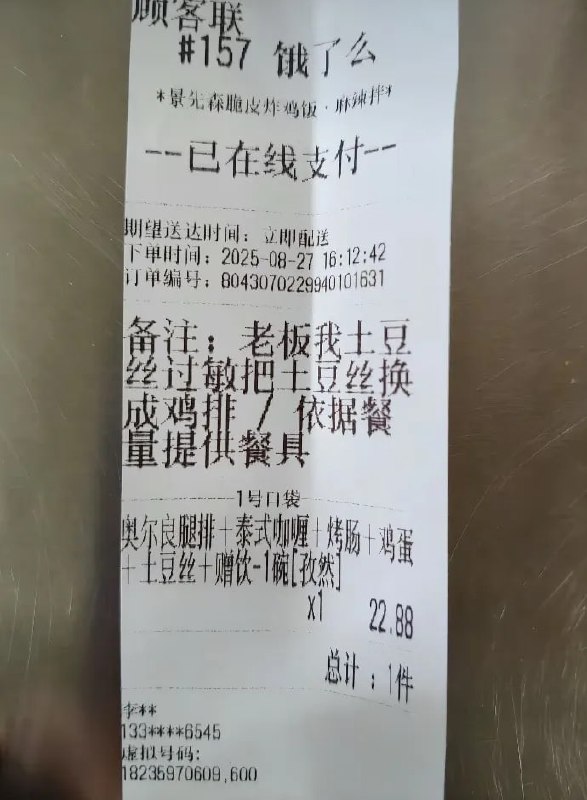 顾客联
#157 饿了么
*景先森脆皮炸鸡饭·麻辣拌*
--已在线支付--
期望送达时间：立即配送
下单时间：2025-08-27 16:12:42
订单编号：8043070229940101631
备注：老板我土豆
丝过敏把土豆丝换
成鸡排 / 依据餐
量提供餐具
1号口袋
奥尔良腿排+泰式咖喱+烤肠+鸡蛋
+土豆丝+赠饮-1碗[孜然]
x1 22.88
总计：1件
李**
133****6545
虚拟号码：
18235970609,600